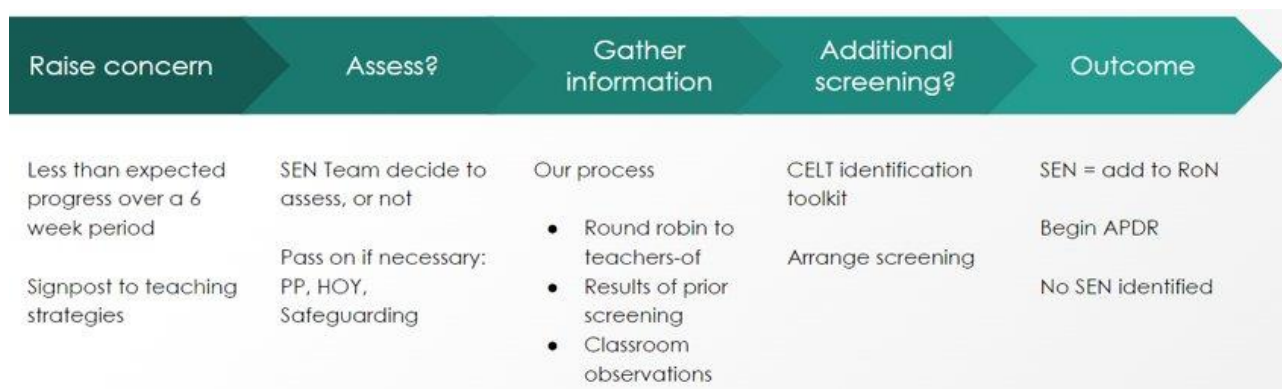 Raise concern
Assess?
Gather
information
Additional
screening?
Outcome
Less than expected
progress over a 6
week period
Signpost to teaching
strategies
SEN Team decide to
assess, or not
Pass on if necessary:
PP, HOY,
Safeguarding
Our process
● Round robin to
teachers-of
● Results of prior
screening
● Classroom
observations
CELT identification
toolkit
Arrange screening
SEN = add to RoN
Begin APDR
No SEN identified